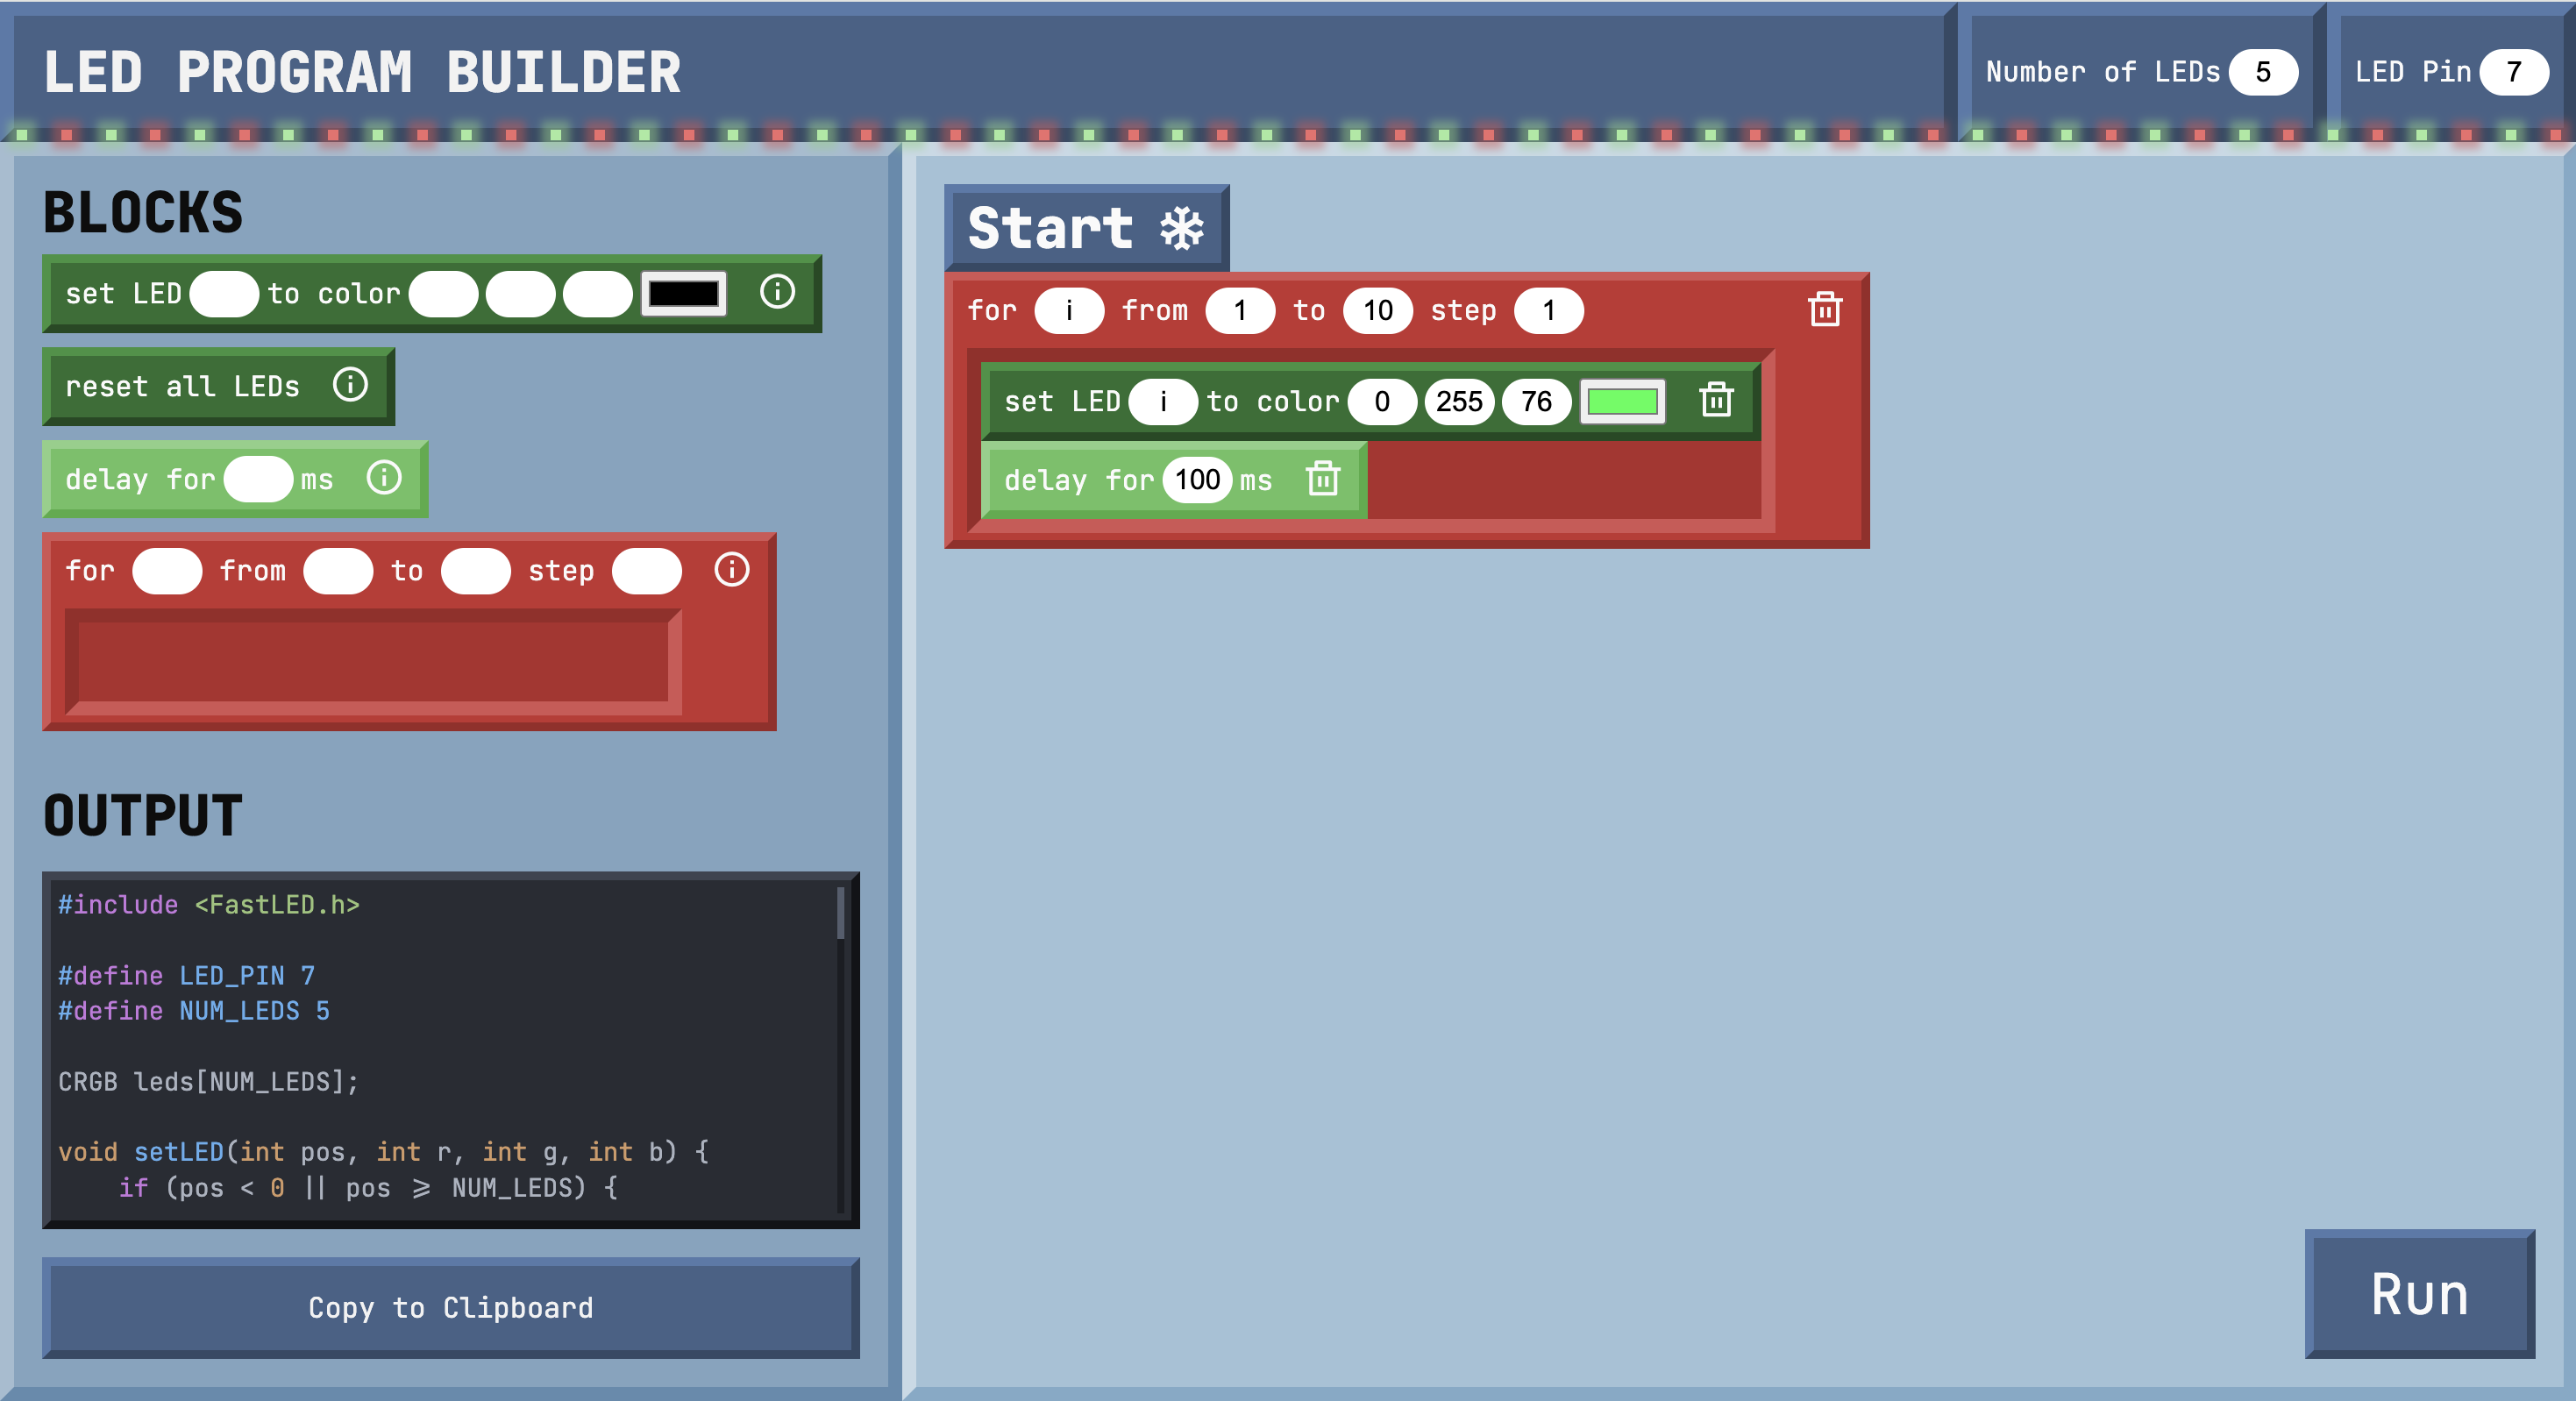 LED PROGRAM BUILDER
Number of LEDs 5
LED Pin 7
BLOCKS
set LED to color
reset all LEDs
delay for ms
for from to step
OUTPUT
#include <FastLED.h>
#define LED_PIN 7
#define NUM_LEDS 5
CRGB leds[NUM_LEDS];
void setLED(int pos, int r, int g, int b) {
if (pos < 0 || pos >= NUM_LEDS) {
Copy to Clipboard
Start
for i from 1 to 10 step 1
set LED i to color 0 255 76
delay for 100 ms
Run